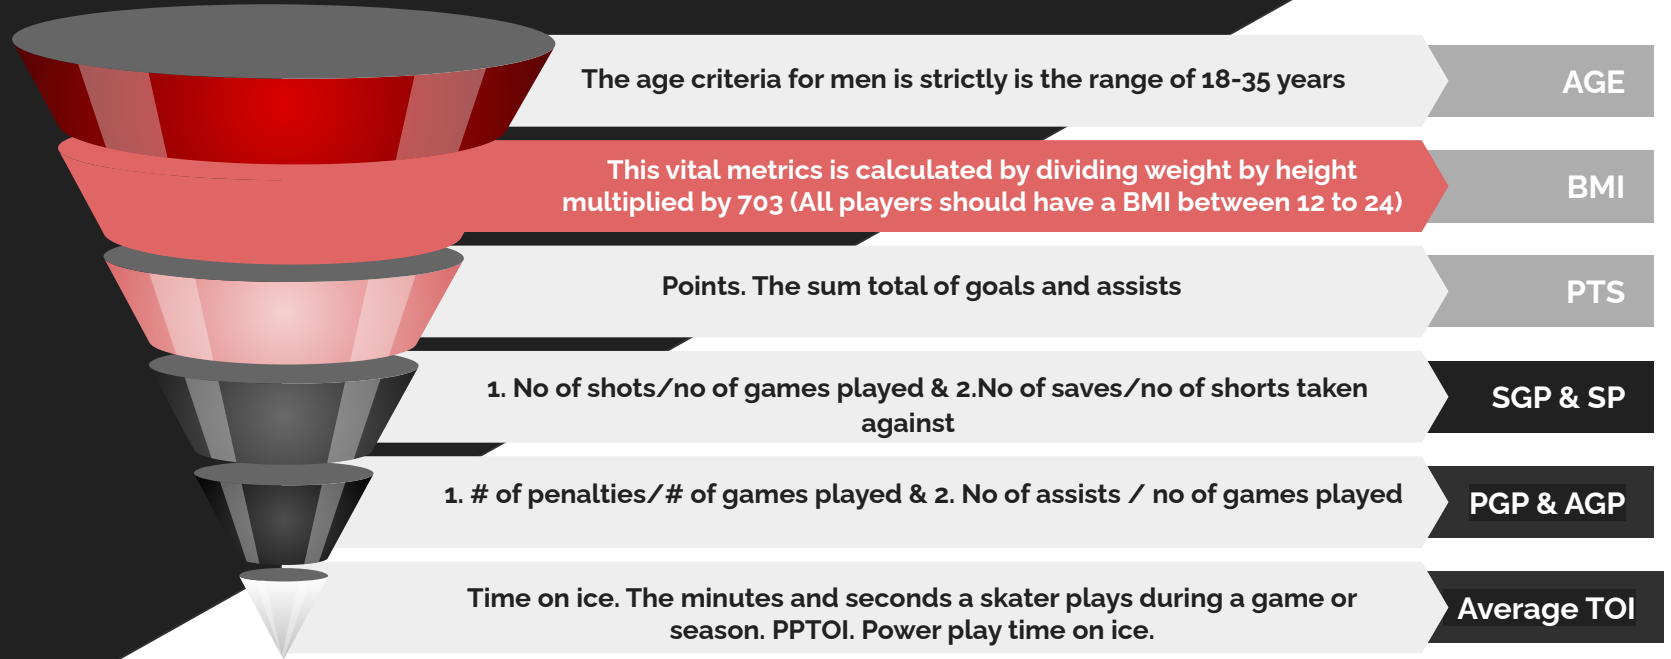 The age criteria for men is strictly is the range of 18-35 years
AGE
This vital metrics is calculated by dividing weight by height
multiplied by 703 (All players should have a BMI between 12 to 24)
BMI
Points. The sum total of goals and assists
PTS
1. No of shots/no of games played & 2.No of saves/no of shorts taken
against
SGP & SP
1. # of penalties/# of games played & 2. No of assists / no of games played
PGP & AGP
Time on ice. The minutes and seconds a skater plays during a game or
season. PPTOI. Power play time on ice.
Average TOI